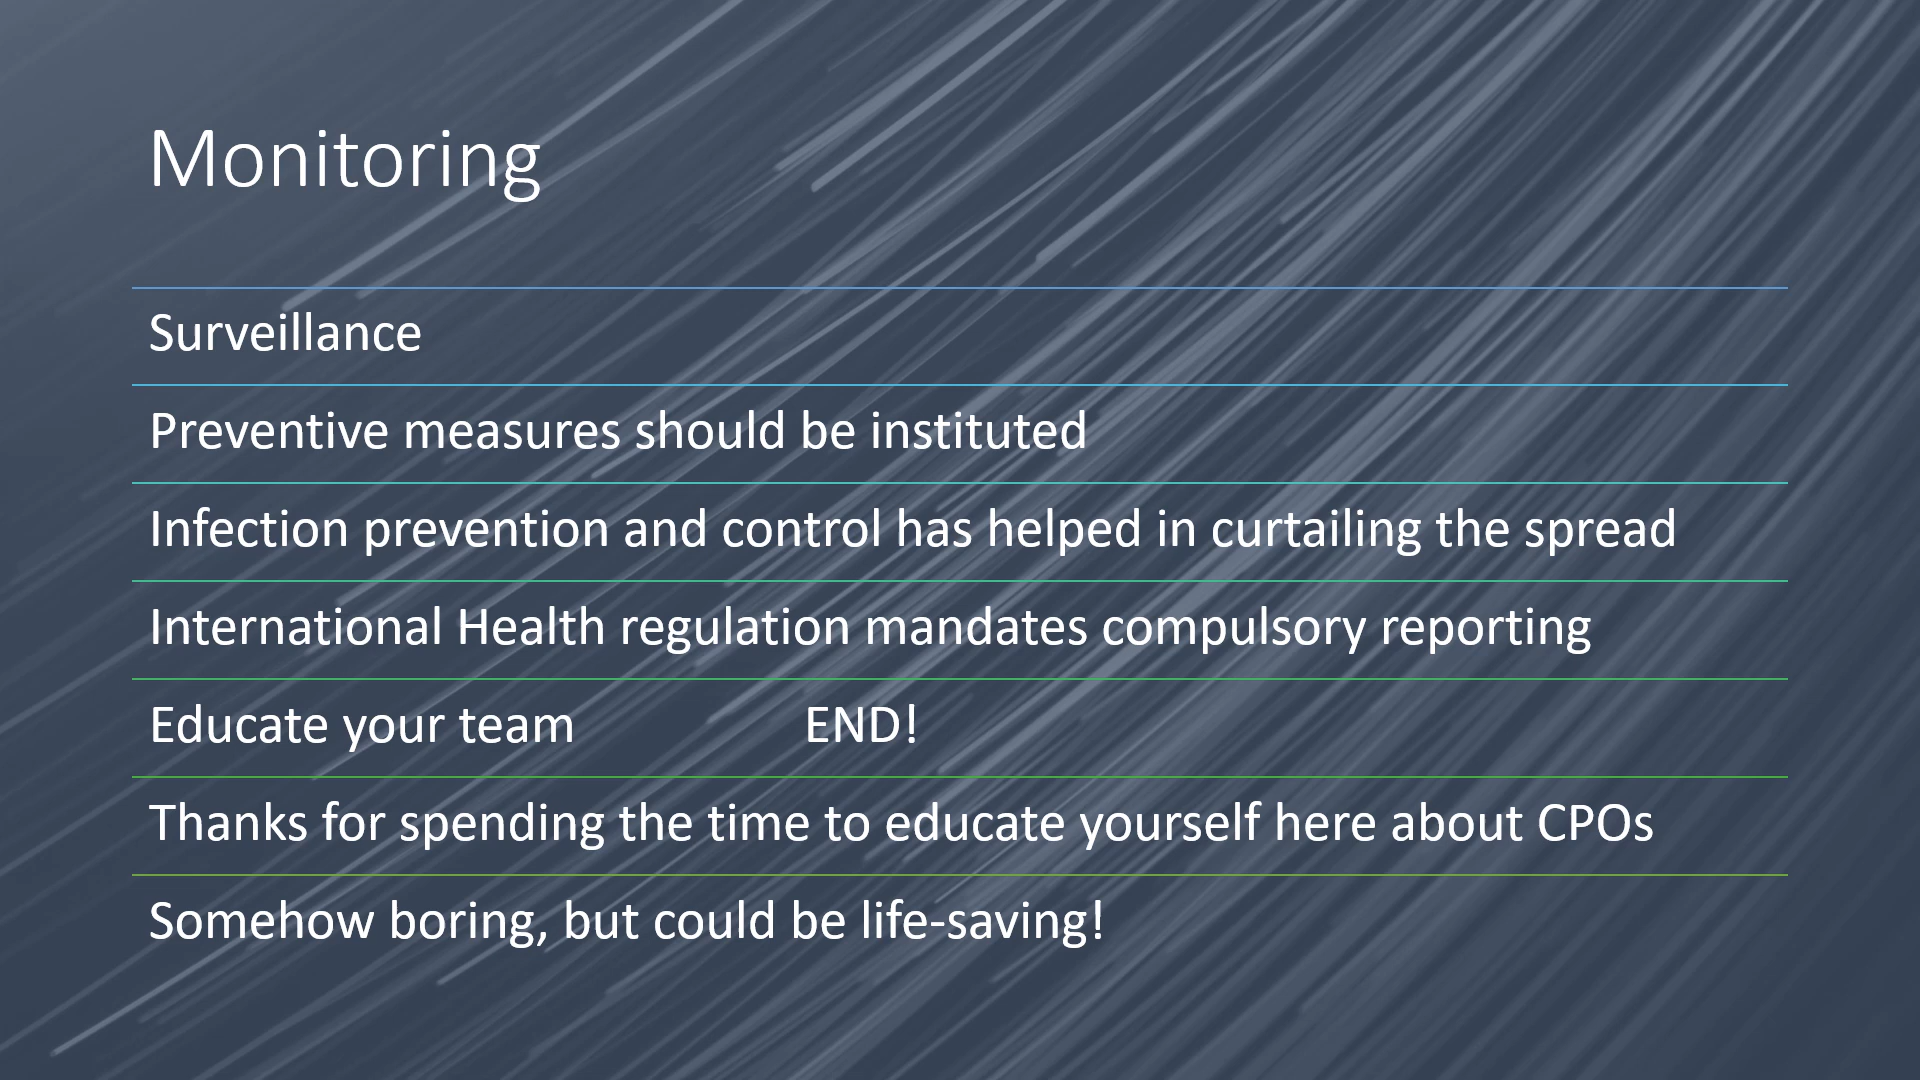 Monitoring
Surveillance
Preventive measures should be instituted
Infection prevention and control has helped in curtailing the spread
International Health regulation mandates compulsory reporting
Educate your team END!
Thanks for spending the time to educate yourself here about CPOs
Somehow boring, but could be life-saving!